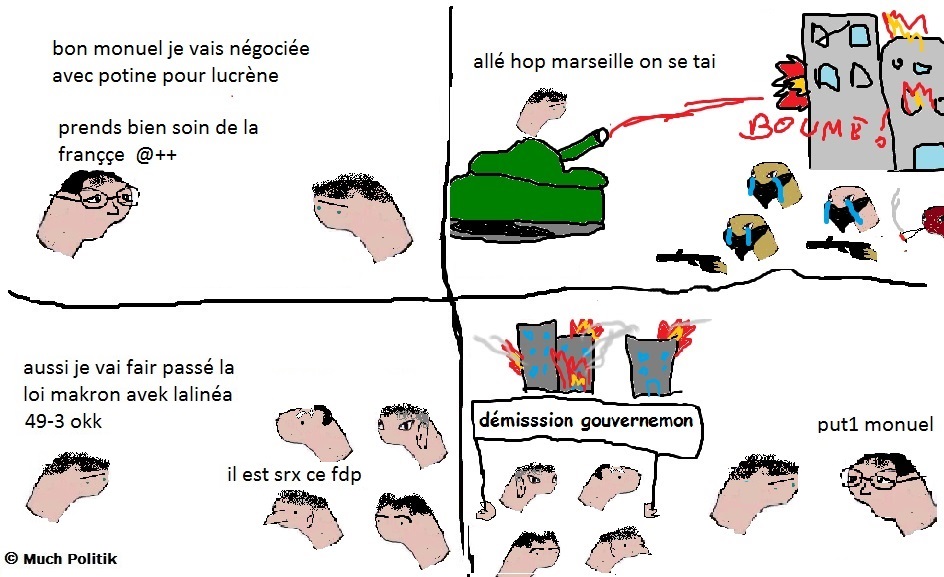 bon monuel je vais négociée
avec potine pour lucrène
prends bien soin de la
françe @++
allé hop marseille on se tai
BOUMÉ!
aussi je vai fair passé la
loi makron avek lalinéa
49-3 okk
il est srx ce fdp
démisssion gouvernemon
put1 monuel
© Much Politik